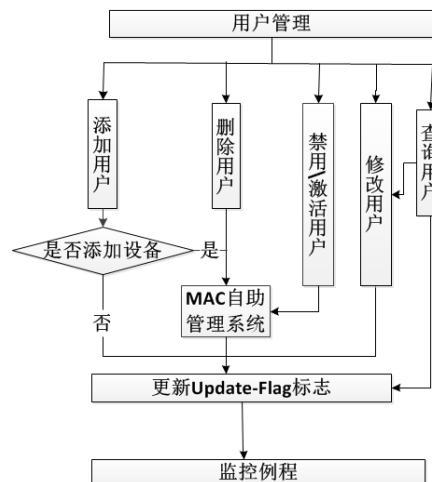 用户管理
添加用户
删除用户
禁用/激活用户
修改用户
查询用户
是否添加设备
是
否
MAC自助
管理系统
更新Update-Flag标志
监控例程